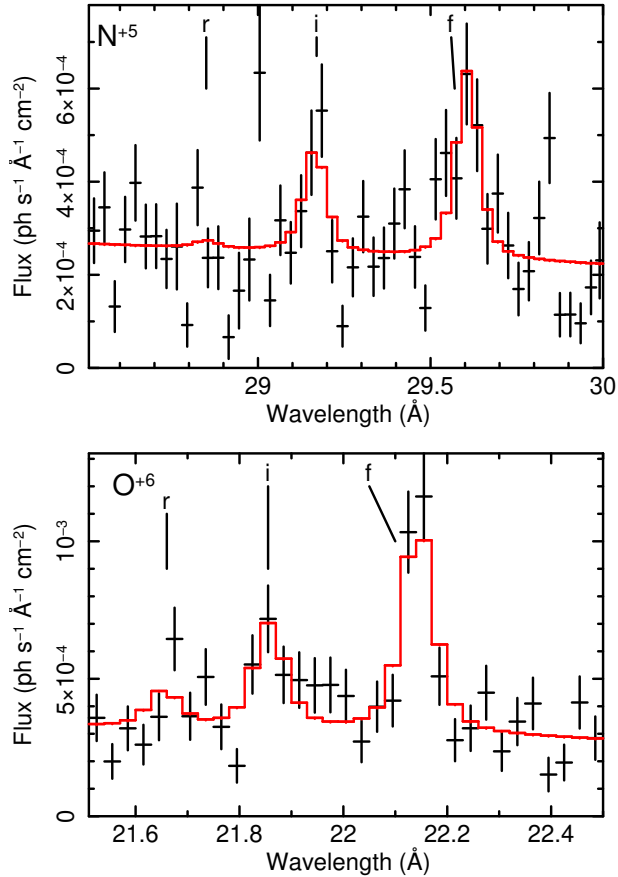 N+5
r i f
6×10⁻⁴
4×10⁻⁴
2×10⁻⁴
0
Flux (ph s⁻¹ Å⁻¹ cm⁻²)
29 29.5 30
Wavelength (Å)
O+6
r i f
10⁻³
5×10⁻⁴
0
Flux (ph s⁻¹ Å⁻¹ cm⁻²)
21.6 21.8 22 22.2 22.4
Wavelength (Å)